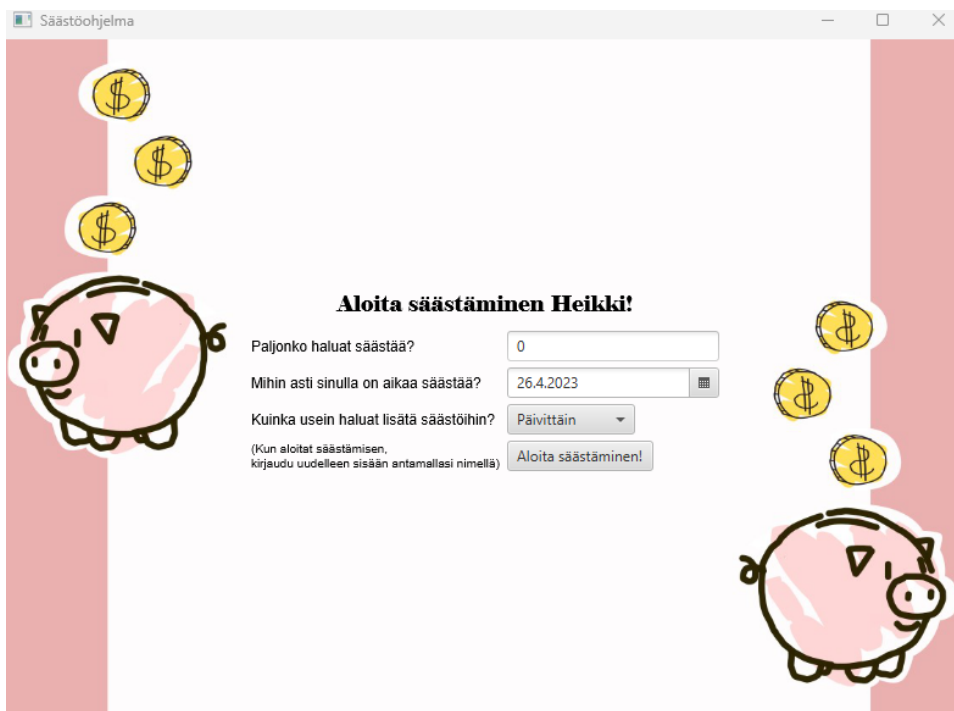 Säästöohjelma
Aloita säästäminen Heikki!
Paljonko haluat säästää?
0
Mihin asti sinulla on aikaa säästää?
26.4.2023
Kuinka usein haluat lisätä säästöihin?
Päivittäin
(Kun aloitat säästämisen,
kirjaudu uudelleen sisään antamallasi nimellä)
Aloita säästäminen!